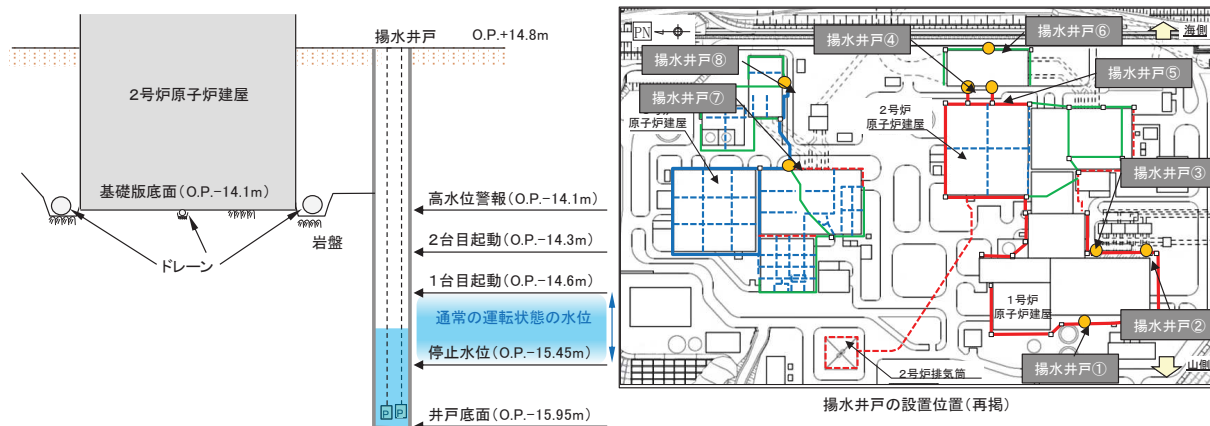 揚水井戸
O.P.+14.8m
2号炉原子炉建屋
基礎版底面(O.P.-14.1m)
岩盤
ドレーン
高水位警報(O.P.-14.1m)
2台目起動(O.P.-14.3m)
1台目起動(O.P.-14.6m)
通常の運転状態の水位
停止水位(O.P.-15.45m)
P P
井戸底面(O.P.-15.95m)
PN
海側
揚水井戸⑥
揚水井戸④
揚水井戸⑧
揚水井戸⑤
揚水井戸⑦
原子炉建屋
2号炉
原子炉建屋
揚水井戸③
1号炉
原子炉建屋
揚水井戸②
揚水井戸①
山側
2号炉排気筒
揚水井戸の設置位置(再掲)